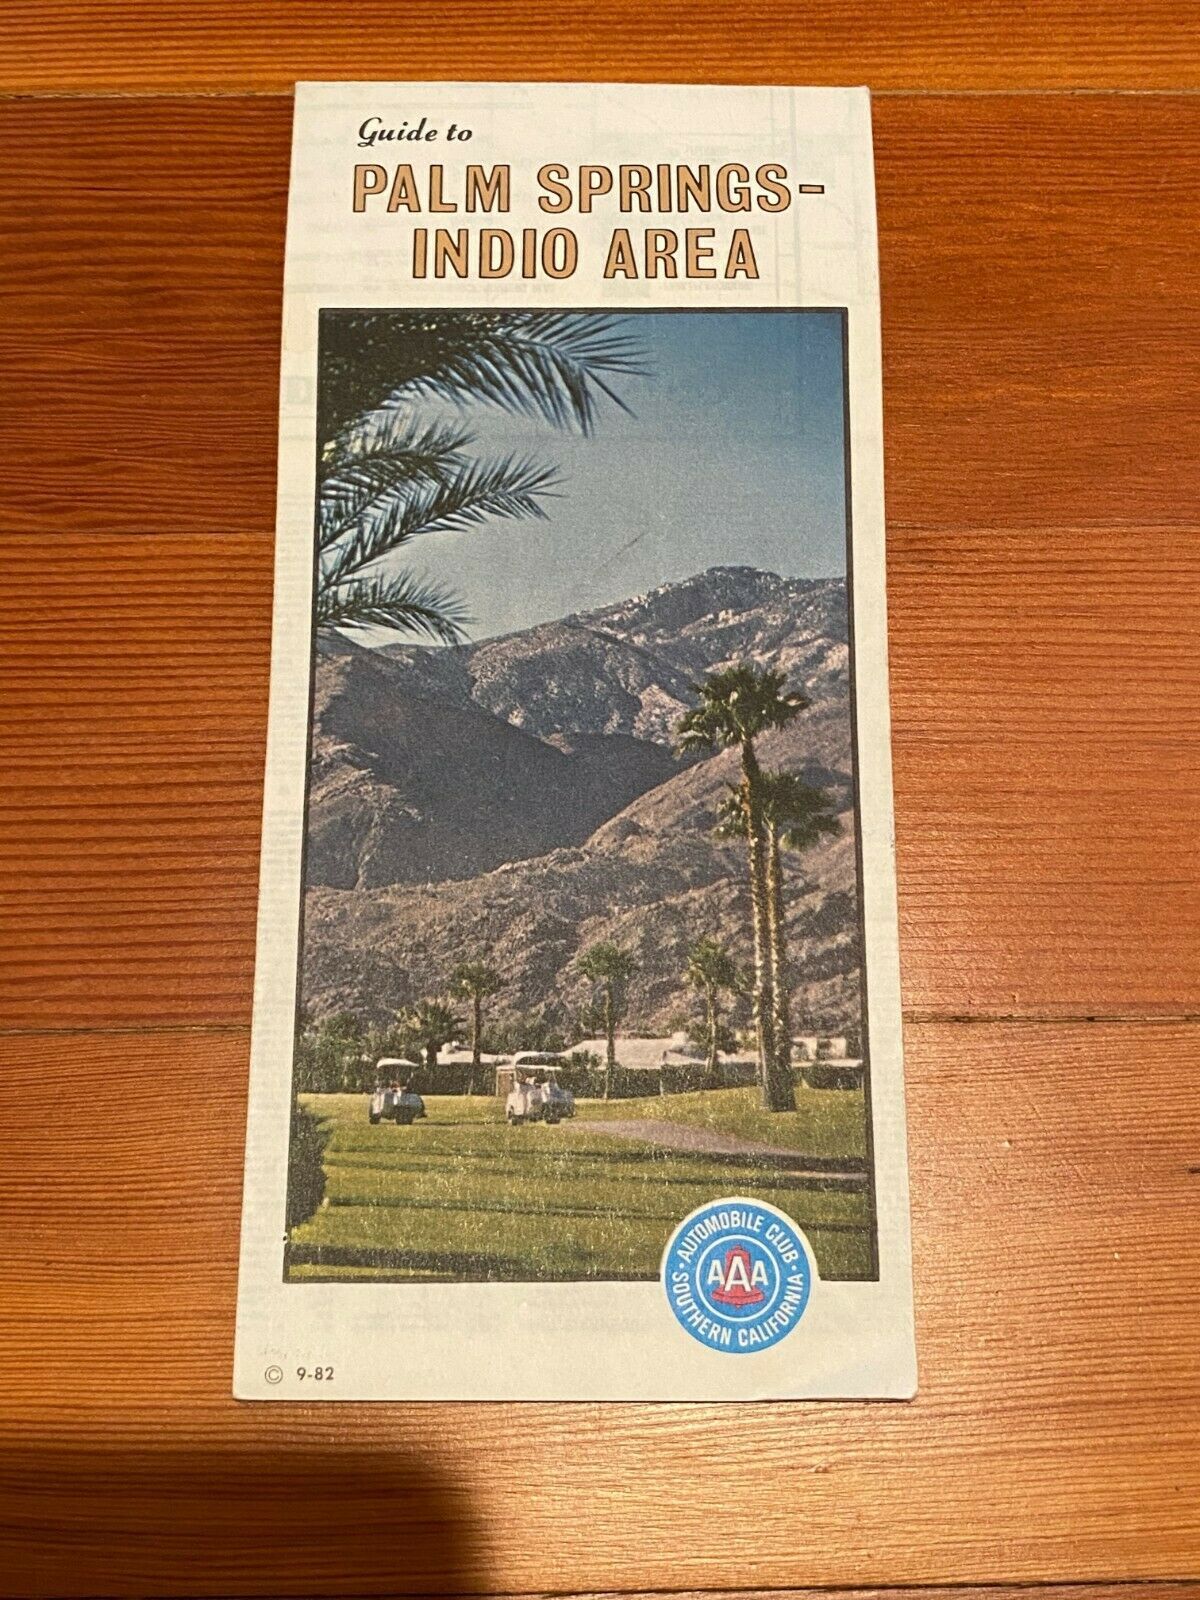 Guide to
PALM SPRINGS-
INDIO AREA
AUTOMOBILE CLUB
AAA
SOUTHERN CALIFORNIA
© 9-82